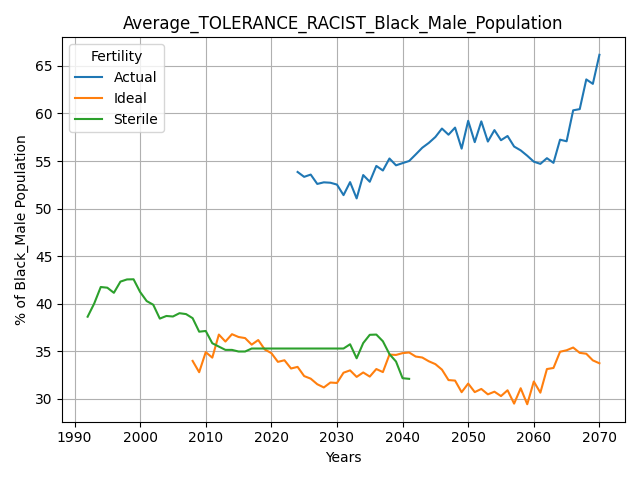 Average_TOLERANCE_RACIST_Black_Male_Population
Fertility
Actual
Ideal
Sterile
% of Black_Male Population
65
60
55
50
45
40
35
30
1990 2000 2010 2020 2030 2040 2050 2060 2070
Years